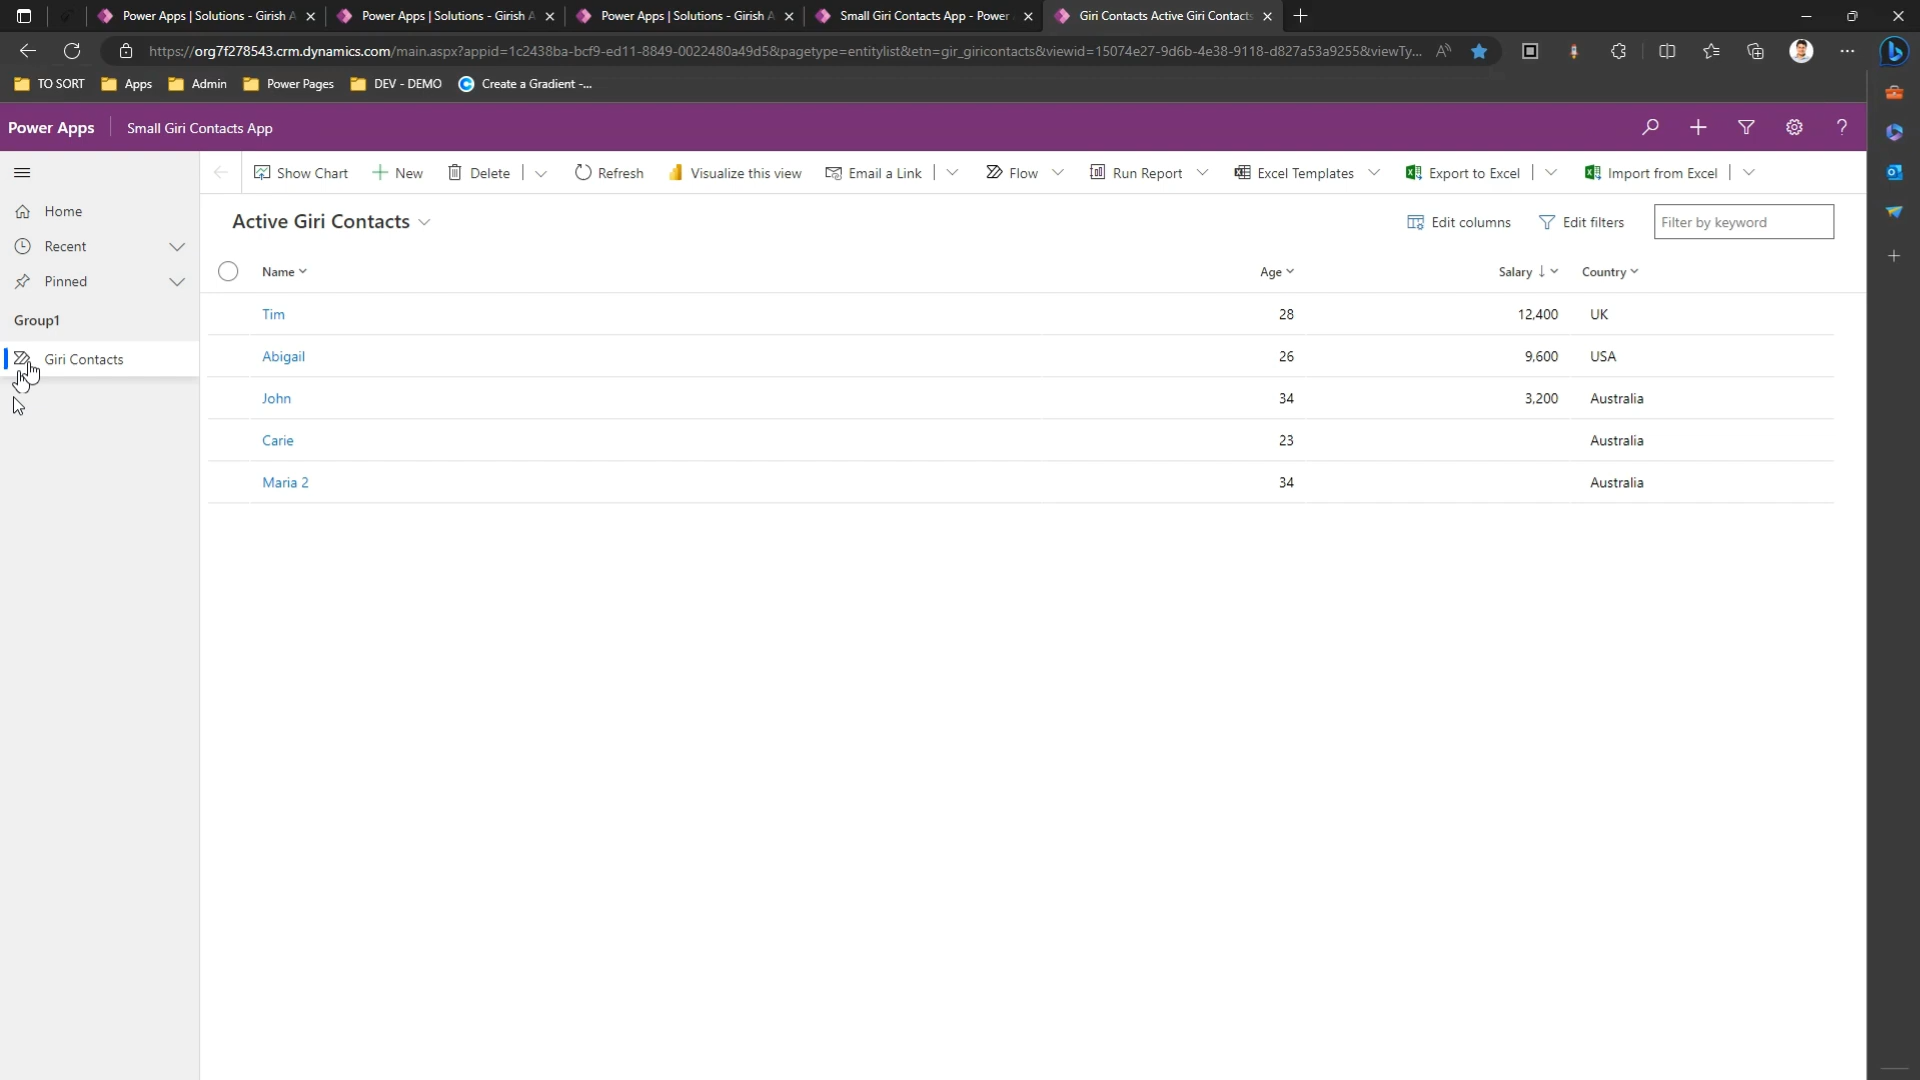 Power Apps | Solutions - Girish A
Power Apps | Solutions - Girish A
Power Apps | Solutions - Girish A
Small Giri Contacts App - Power
Giri Contacts Active Giri Contacts
https://org7f278543.crm.dynamics.com/main.aspx?appid=1c2438ba-bcf9-ed11-8849-0022480a49d5&pagetype=entitylist&etn=gir_giricontacts&viewid=15074e27-9d6b-4e38-9118-d827a53a9255&viewTy...
TO SORT Apps Admin Power Pages DEV - DEMO Create a Gradient -...
Power Apps Small Giri Contacts App
Show Chart New Delete Refresh Visualize this view Email a Link Flow Run Report Excel Templates Export to Excel Import from Excel
Home
Recent
Pinned
Group1
Giri Contacts
Active Giri Contacts Edit columns Edit filters Filter by keyword
Name Age Salary Country
Tim 28 12,400 UK
Abigail 26 9,600 USA
John 34 3,200 Australia
Carie 23 Australia
Maria 2 34 Australia